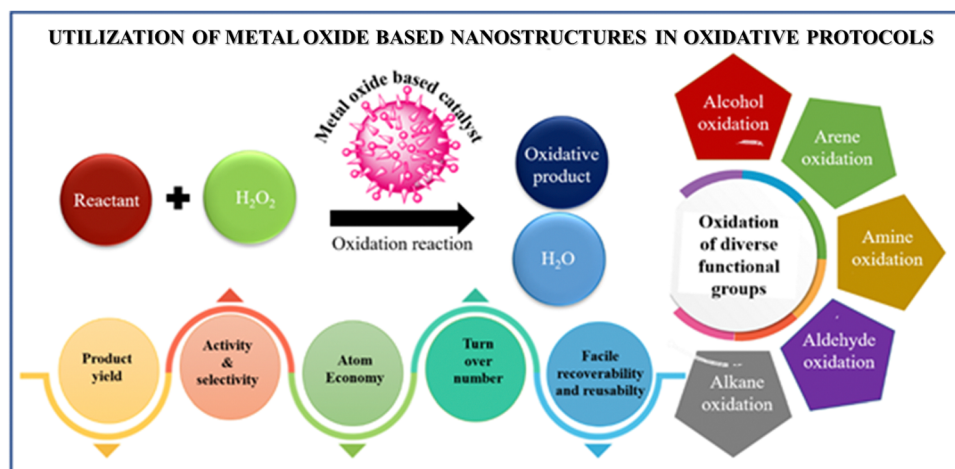 UTILIZATION OF METAL OXIDE BASED NANOSTRUCTURES IN OXIDATIVE PROTOCOLS
Metal oxide based catalyst
Reactant
+
H₂O₂
Oxidation reaction
Oxidative
product
H₂O
Alcohol
oxidation
Arene
oxidation
Amine
oxidation
Aldehyde
oxidation
Alkane
oxidation
Oxidation
of diverse
functional
groups
Product
yield
Activity
&
selectivity
Atom
Economy
Turn
over
number
Facile
recoverability
and reusabilty